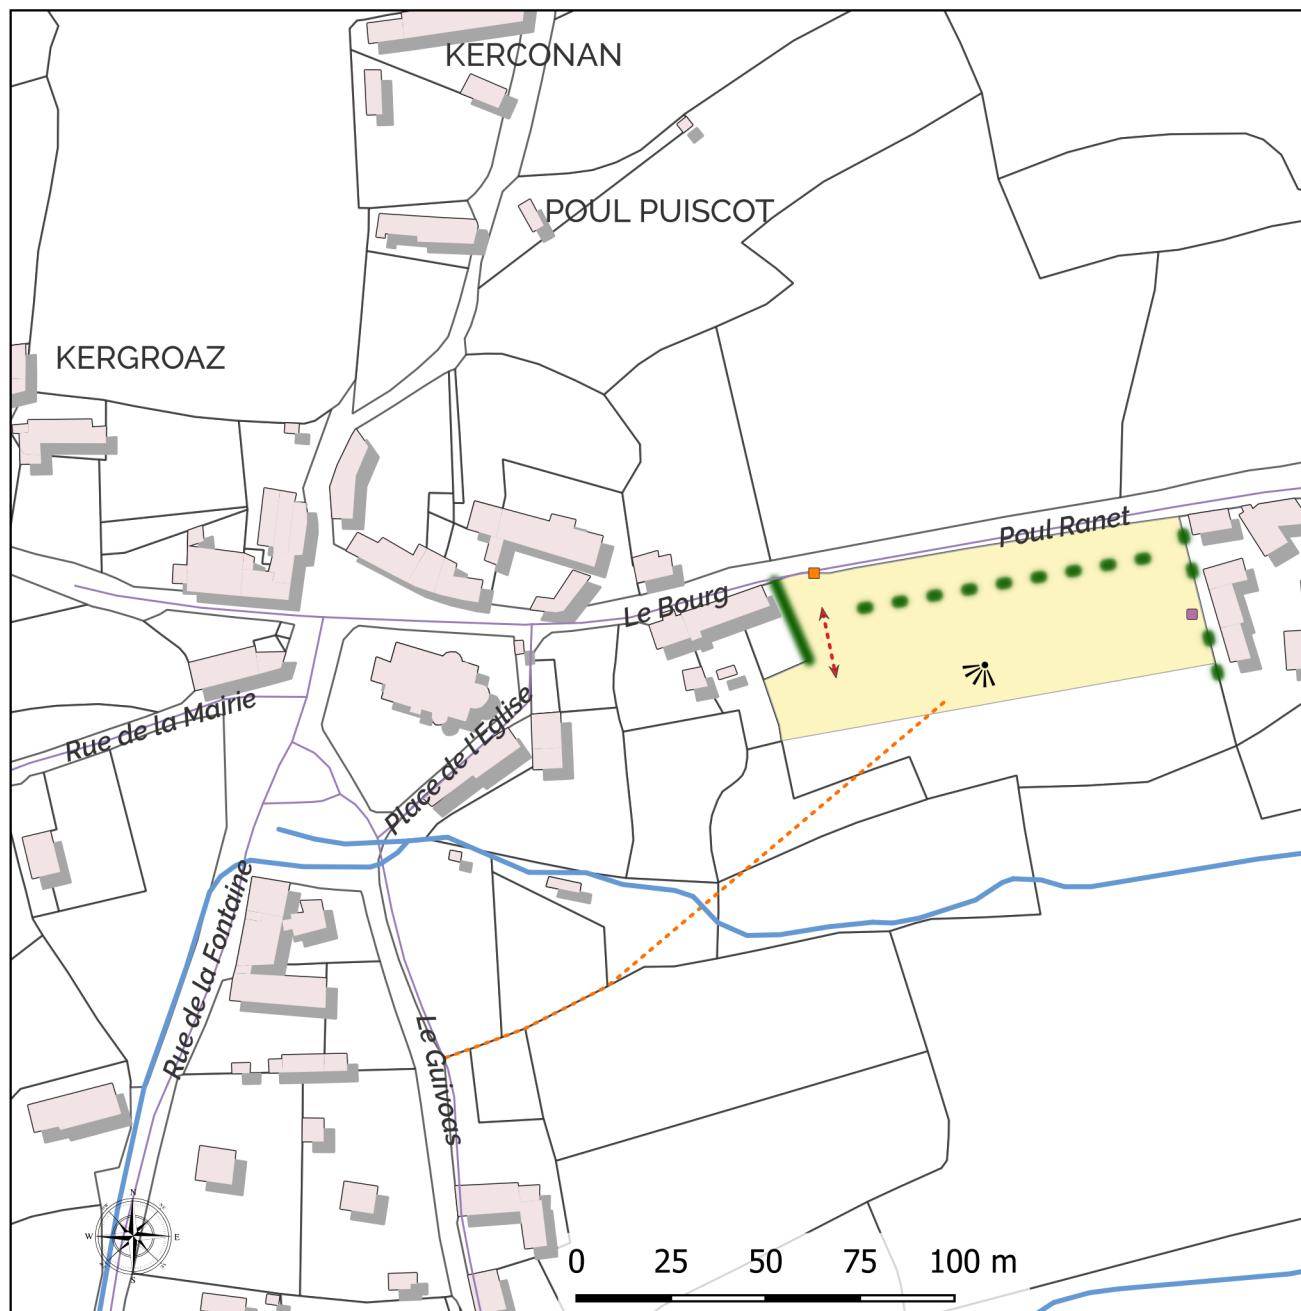 KERCONAN
POUL PUISCOT
KERGROAZ
Poul Ranet
Le Bourg
Rue de la Mairie
Place de l'Eglise
Rue de la Fontaine
Le Guivoas
N
W
E
S
0 25 50 75 100 m